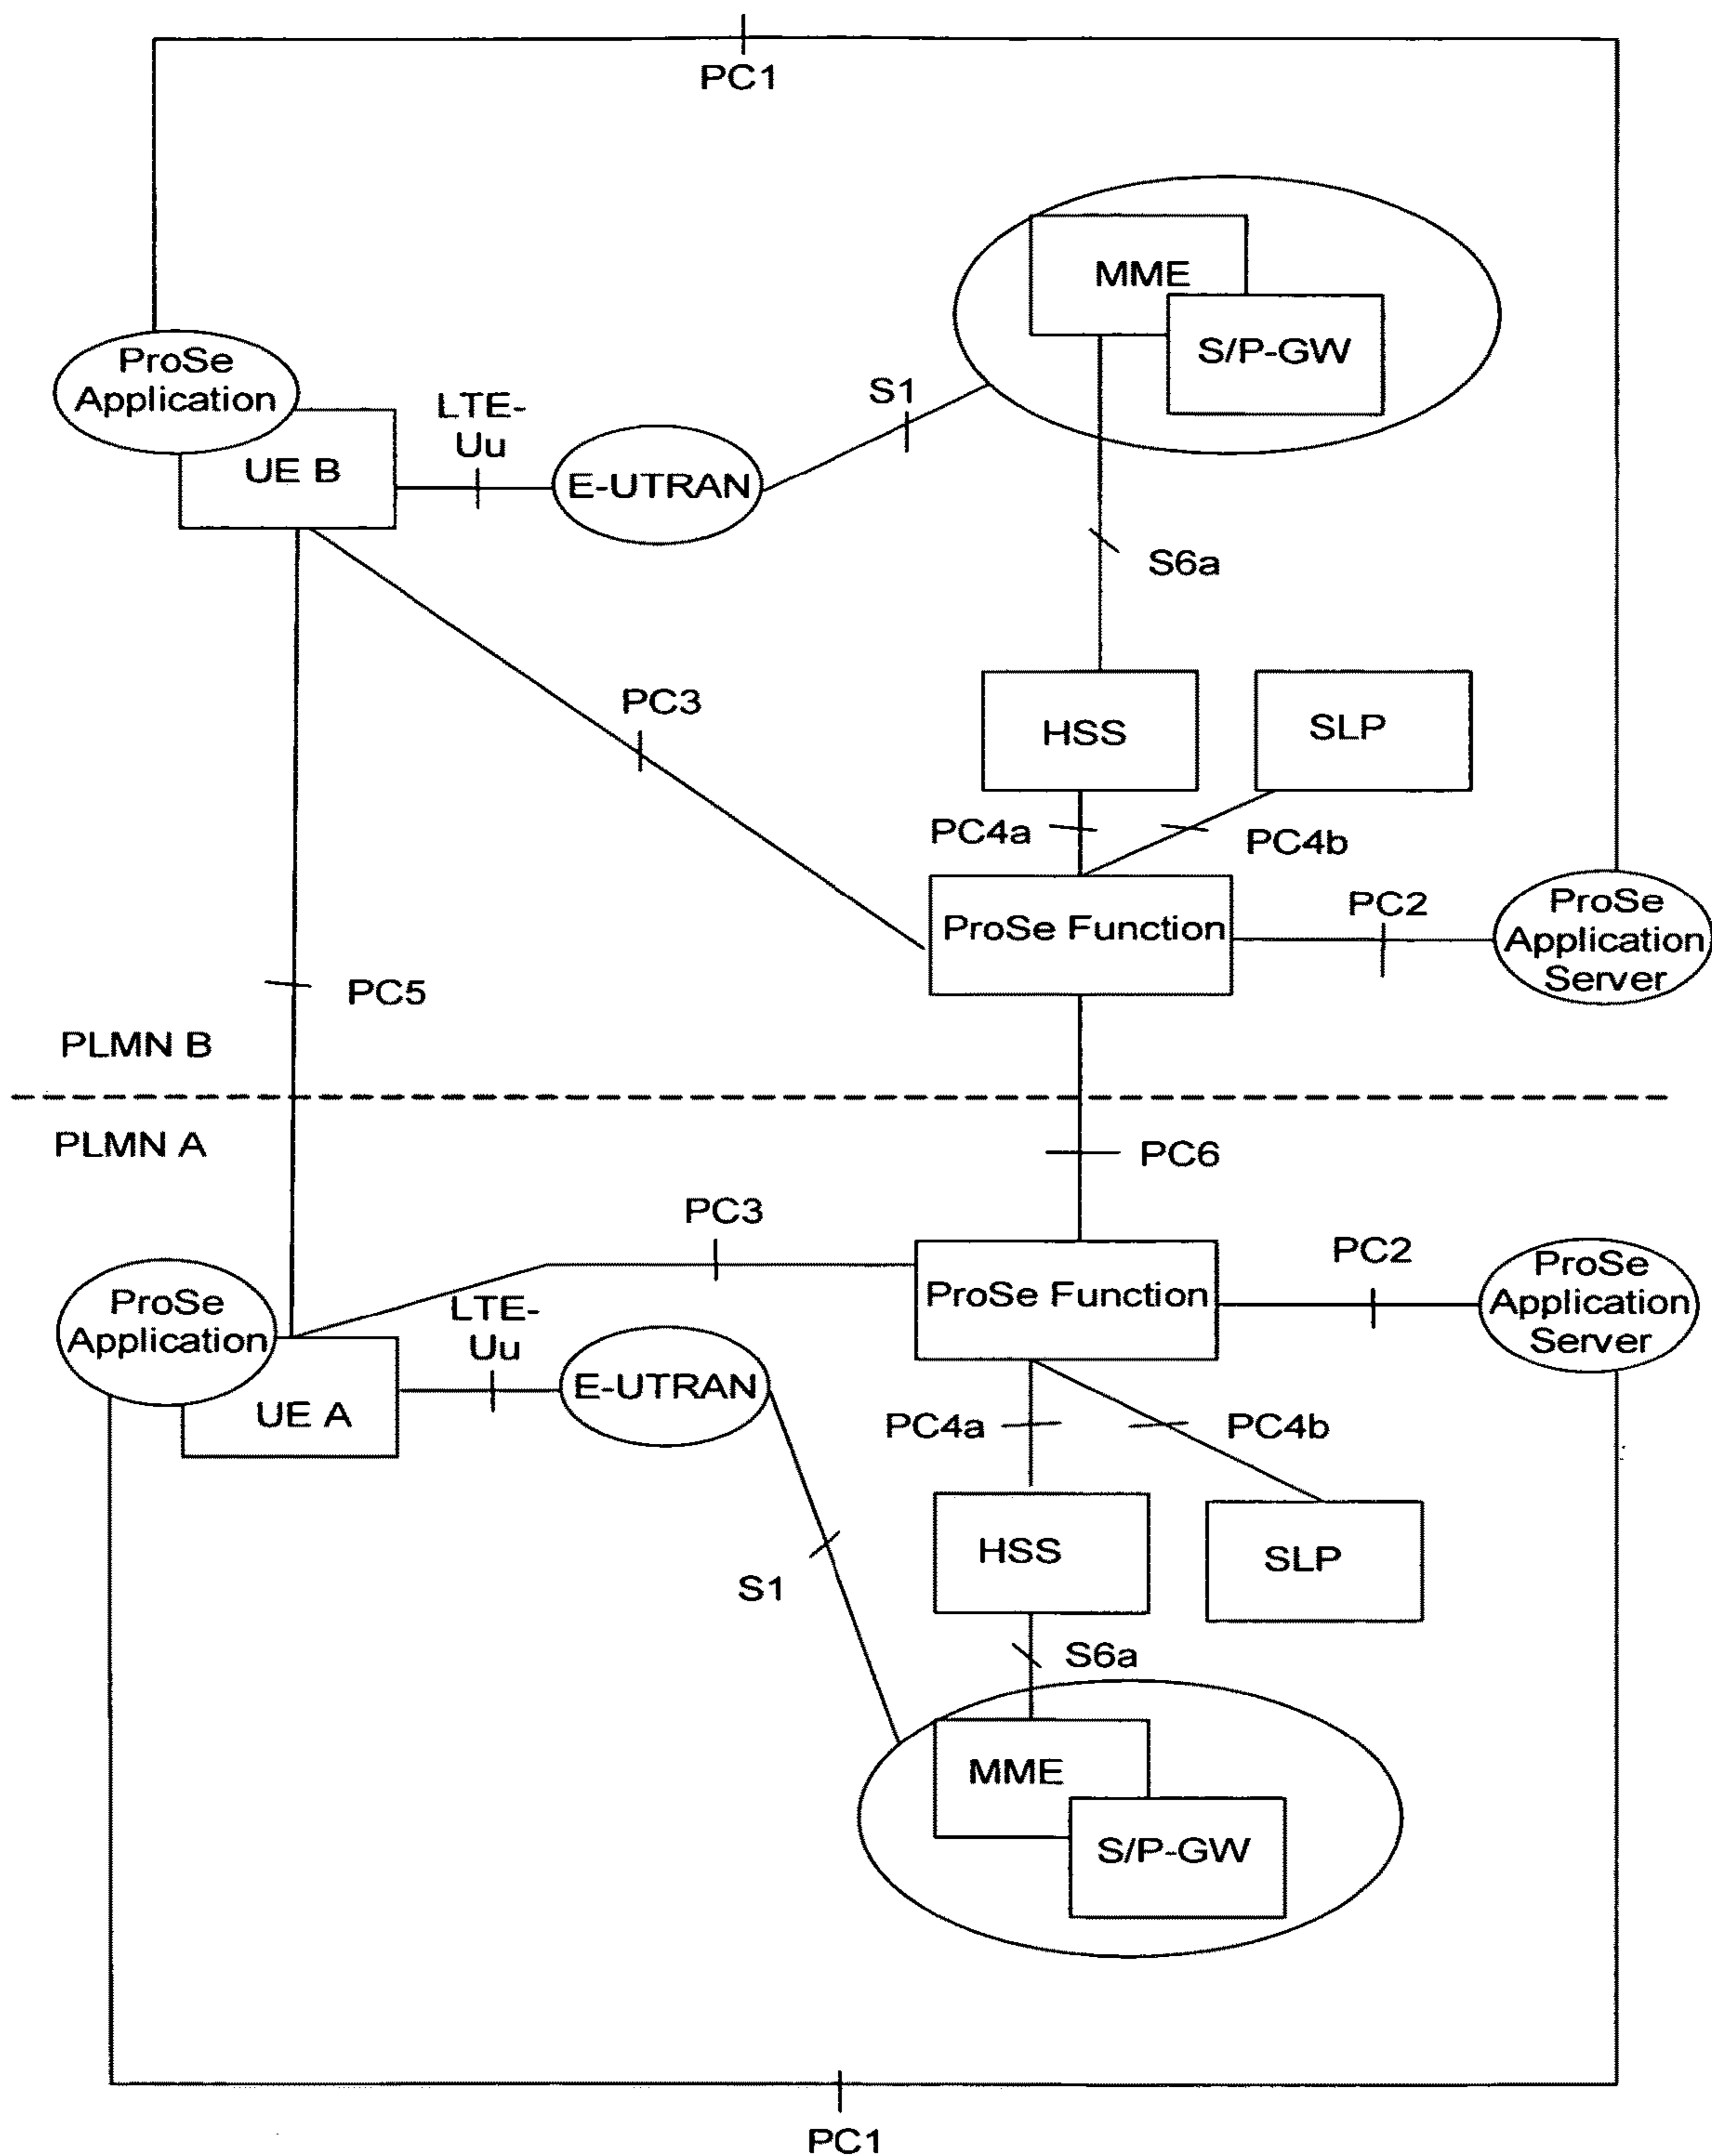 PC1
MME
S/P-GW
ProSe
Application
UE B
LTE-
Uu
E-UTRAN
S1
S6a
PC3
HSS
SLP
PC4a
PC4b
ProSe Function
PC2
ProSe
Application
Server
PC5
PLMN B
PLMN A
PC6
PC3
ProSe
Application
UE A
LTE-
Uu
E-UTRAN
ProSe Function
PC2
ProSe
Application
Server
PC4a
PC4b
HSS
SLP
S1
S6a
MME
S/P-GW
PC1